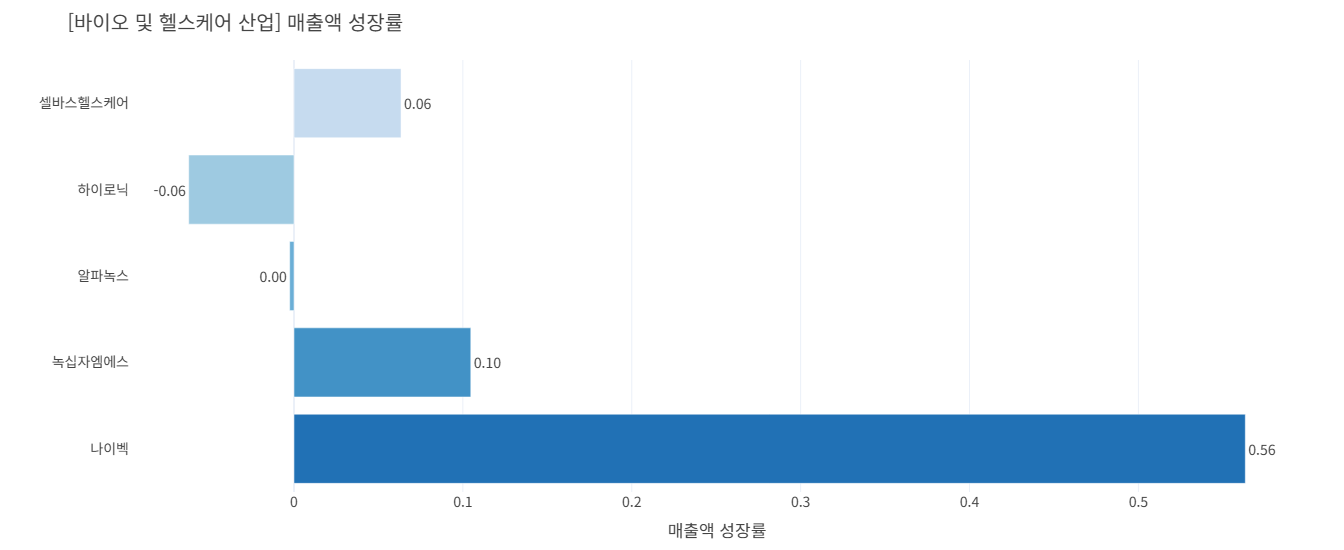 [바이오 및 헬스케어 산업] 매출액 성장률
셀바스헬스케어
0.06
하이로닉
-0.06
알파녹스
0.00
녹십자엠에스
0.10
나이벡
0.56
0 0.1 0.2 0.3 0.4 0.5
매출액 성장률